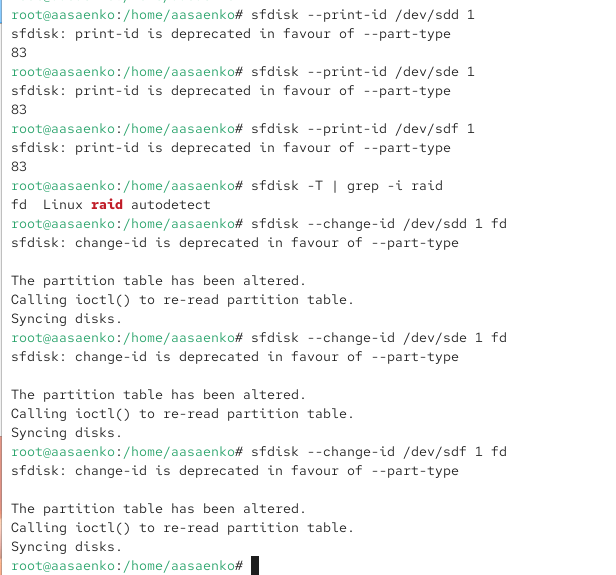 root@aasaenko:/home/aasaenko# sfdisk --print-id /dev/sdd 1
sfdisk: print-id is deprecated in favour of --part-type
83
root@aasaenko:/home/aasaenko# sfdisk --print-id /dev/sde 1
sfdisk: print-id is deprecated in favour of --part-type
83
root@aasaenko:/home/aasaenko# sfdisk --print-id /dev/sdf 1
sfdisk: print-id is deprecated in favour of --part-type
83
root@aasaenko:/home/aasaenko# sfdisk -T | grep -i raid
fd  Linux raid autodetect
root@aasaenko:/home/aasaenko# sfdisk --change-id /dev/sdd 1 fd
sfdisk: change-id is deprecated in favour of --part-type

The partition table has been altered.
Calling ioctl() to re-read partition table.
Syncing disks.
root@aasaenko:/home/aasaenko# sfdisk --change-id /dev/sde 1 fd
sfdisk: change-id is deprecated in favour of --part-type

The partition table has been altered.
Calling ioctl() to re-read partition table.
Syncing disks.
root@aasaenko:/home/aasaenko# sfdisk --change-id /dev/sdf 1 fd
sfdisk: change-id is deprecated in favour of --part-type

The partition table has been altered.
Calling ioctl() to re-read partition table.
Syncing disks.
root@aasaenko:/home/aasaenko#